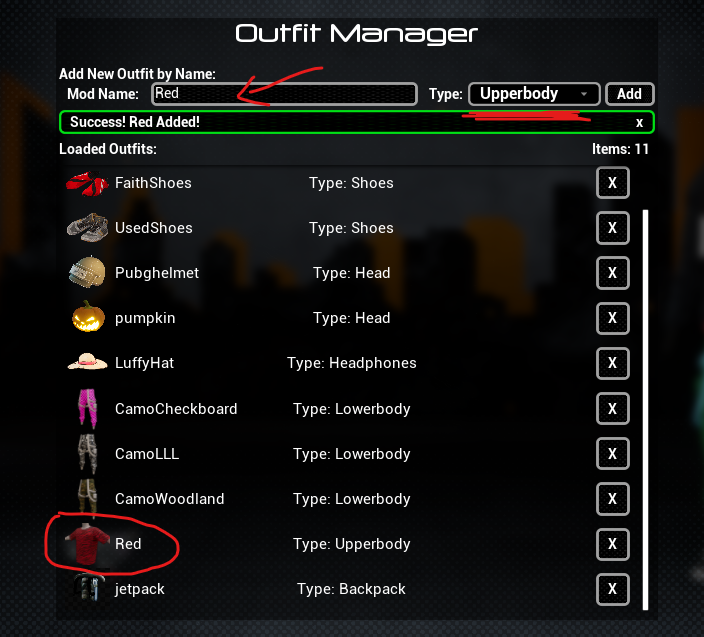 Outfit Manager
Add New Outfit by Name:
Mod Name: Red Type: Upperbody Add
Success! Red Added! x
Loaded Outfits: Items: 11
FaithShoes Type: Shoes X
UsedShoes Type: Shoes X
Pubghelmet Type: Head X
pumpkin Type: Head X
LuffyHat Type: Headphones X
CamoCheckboard Type: Lowerbody X
CamoLLL Type: Lowerbody X
CamoWoodland Type: Lowerbody X
Red Type: Upperbody X
jetpack Type: Backpack X